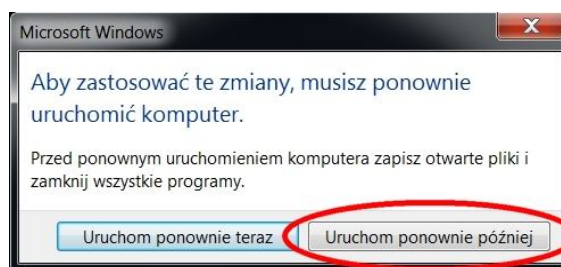 Microsoft Windows
Aby zastosować te zmiany, musisz ponownie
uruchomić komputer.
Przed ponownym uruchomieniem komputera zapisz otwarte pliki i
zamknij wszystkie programy.
Uruchom ponownie teraz
Uruchom ponownie później